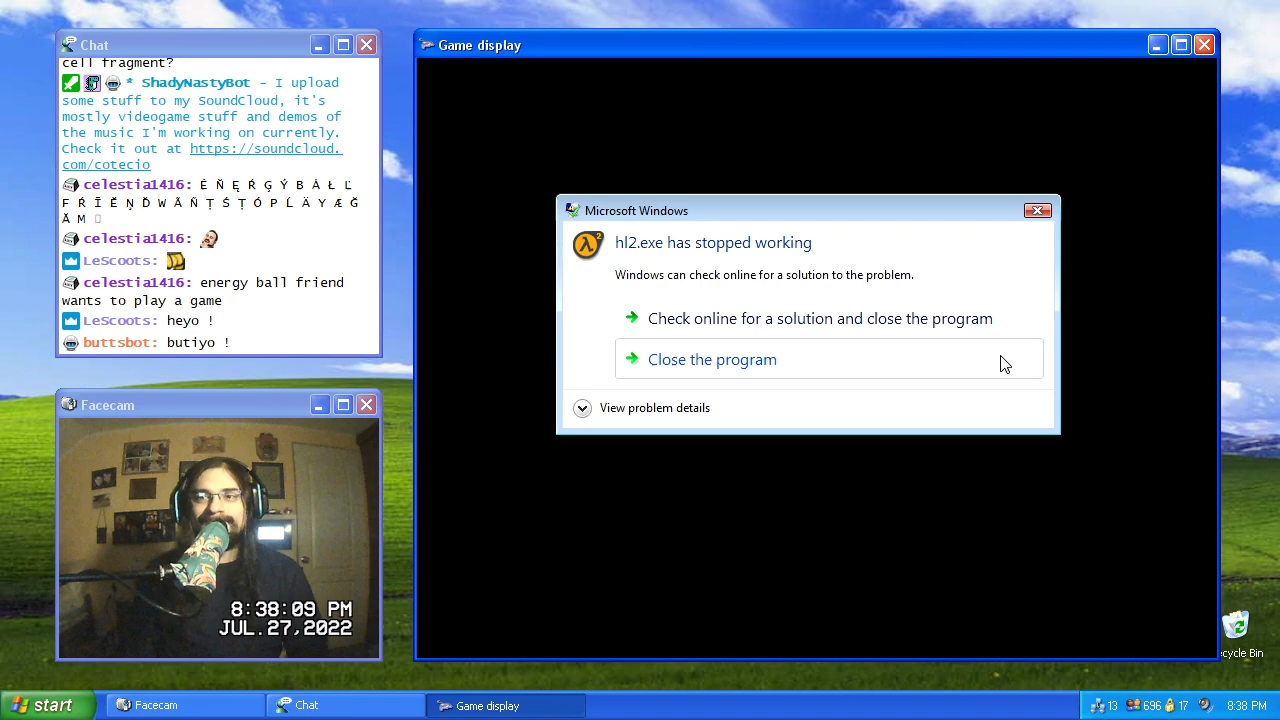 Chat
cell fragment?
* ShadyNastyBot - I upload
some stuff to my SoundCloud, it's
mostly videogame stuff and demos of
the music I'm working on currently.
Check it out at https://soundcloud.
com/cotecio
celestia1416:
celestia1416:
LeScoots:
celestia1416: energy ball friend
wants to play a game
LeScoots: heyo !
buttsbot: butiyo !
Facecam
8:38:09 PM
JUL.27,2022
Game display
Microsoft Windows
2
hl2.exe has stopped working
Windows can check online for a solution to the problem.
Check online for a solution and close the program
Close the program
View problem details
ecycle Bin
start
Facecam
Chat
Game display
13
696
17
8:38 PM